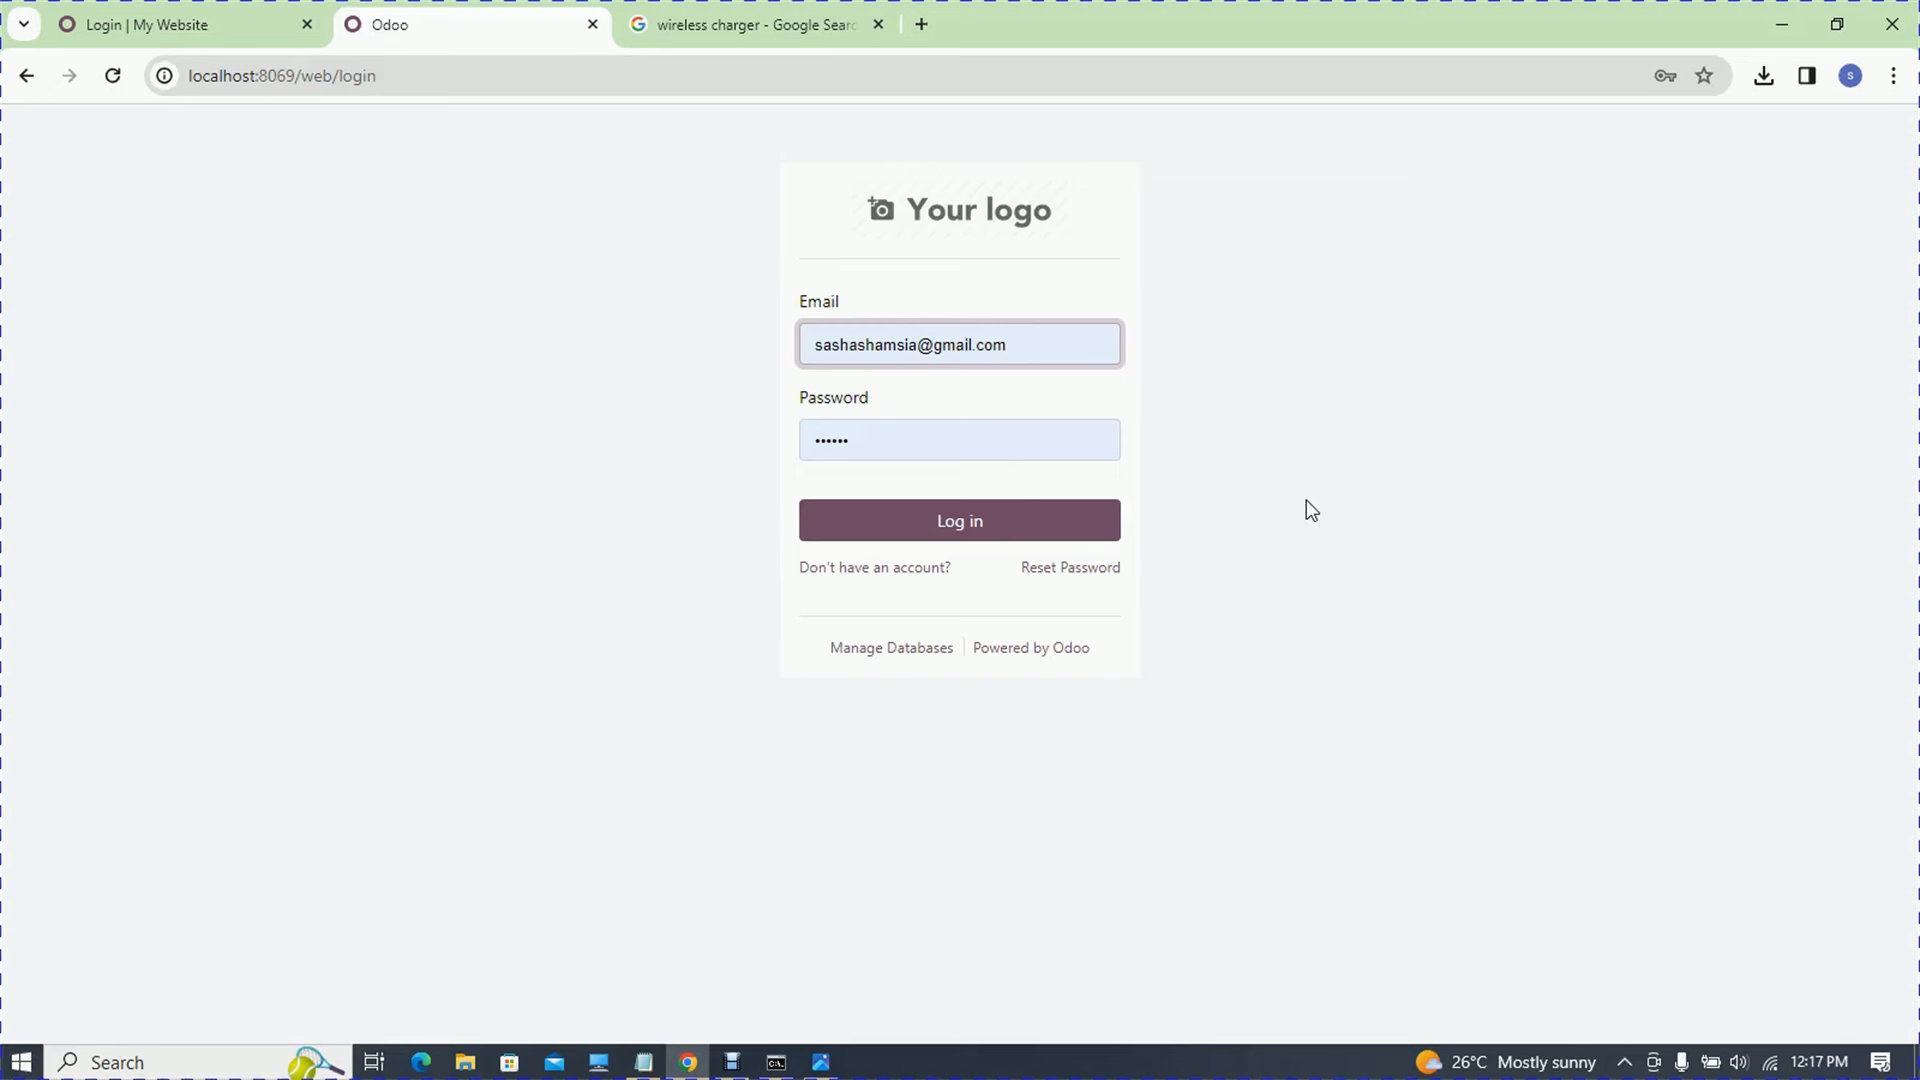 Login | My Website
Odoo
wireless charger - Google Sear
localhost:8069/web/login
S
Your logo
Email
sashashamsia@gmail.com
Password
••••••
Log in
Don't have an account?
Reset Password
Manage Databases
Powered by Odoo
Search
26°C Mostly sunny
12:17 PM